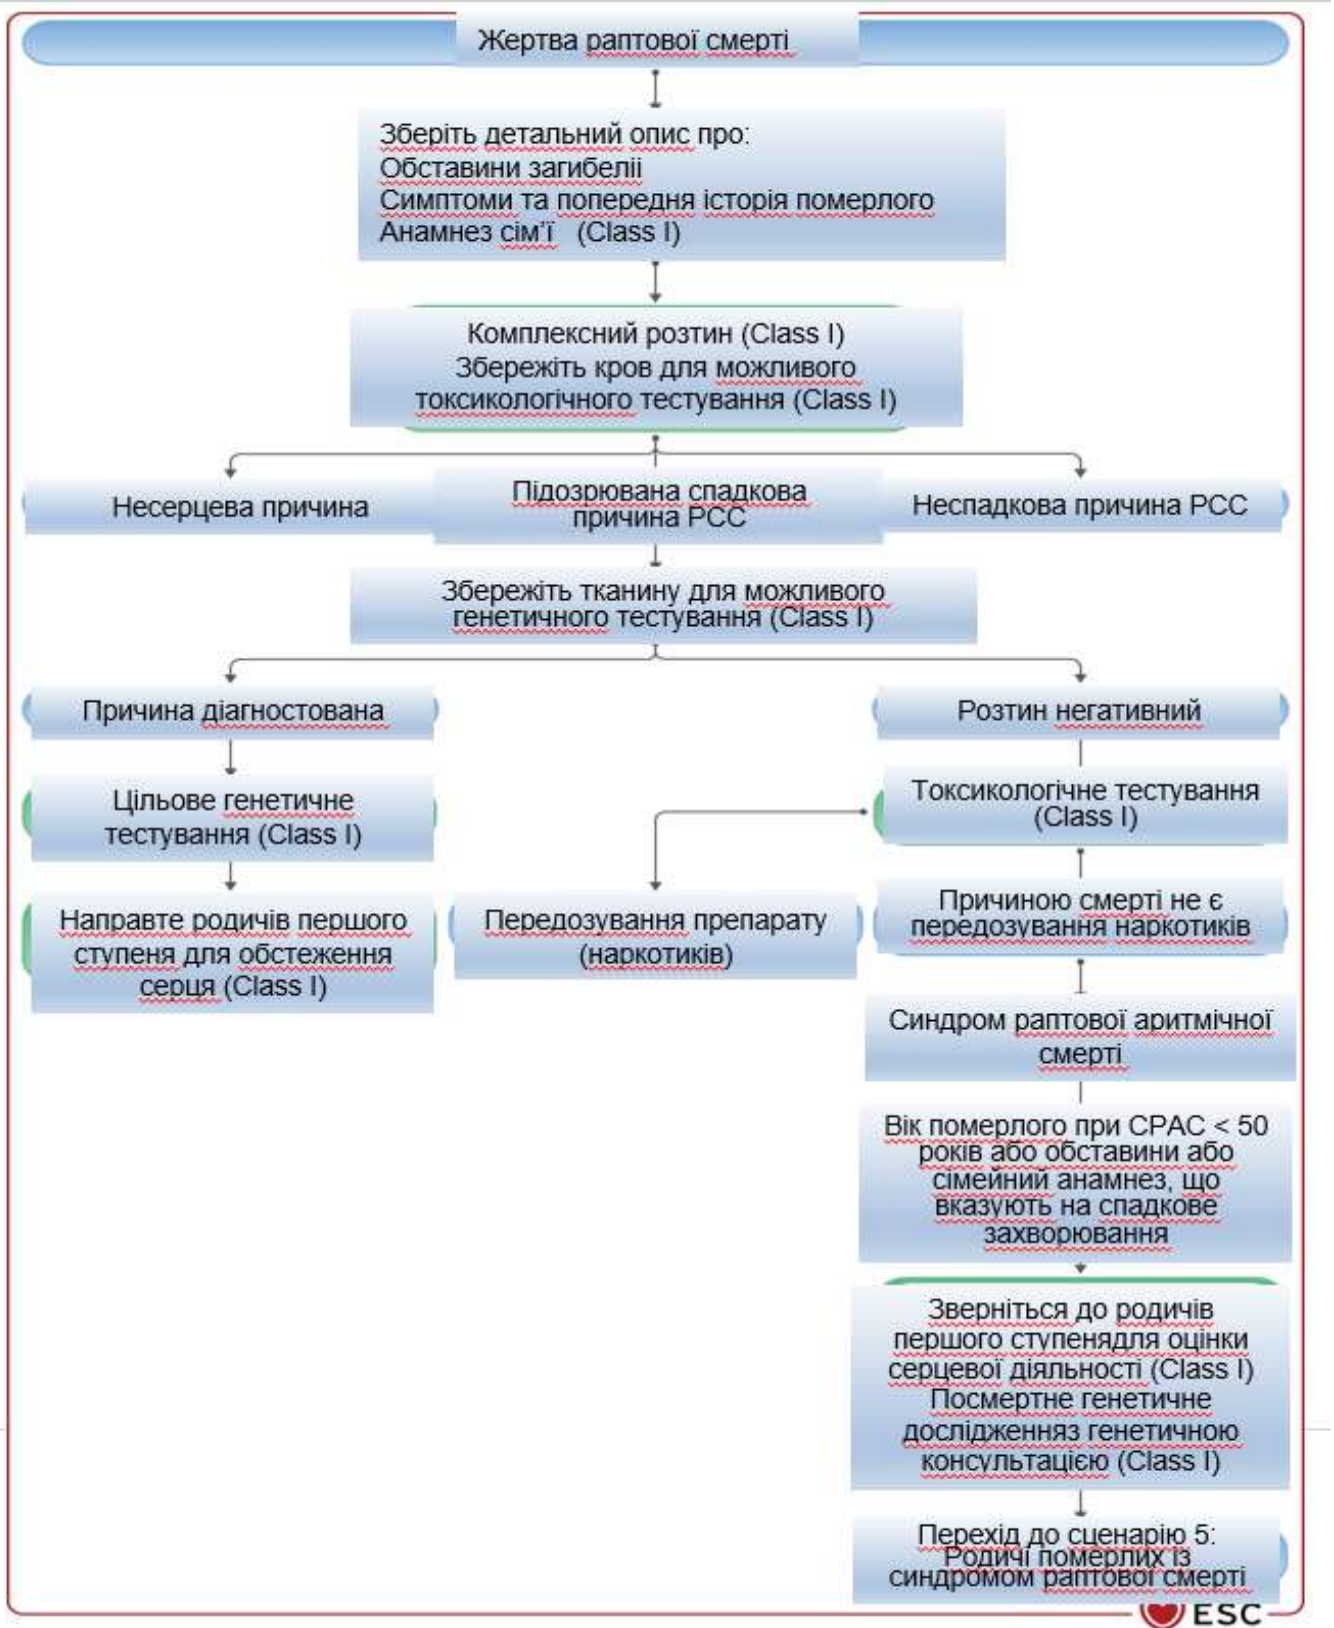 Жертва раптової смерті
Зберіть детальний опис про:
Обставини загибеліі
Симптоми та попередня історія померлого
Анамнез сім'ї (Class I)
Комплексний розтин (Class I)
Збережіть кров для можливого
токсикологічного тестування (Class I)
Несерцева причина
Підозрювана спадкова
причина РСС
Неспадкова причина РСС
Збережіть тканину для можливого
генетичного тестування (Class I)
Причина діагностована
Розтин негативний
Цільове генетичне
тестування (Class I)
Токсикологічне тестування
(Class I)
Направте родичів першого
ступеня для обстеження
серця (Class I)
Передозування препарату
(наркотиків)
Причиною смерті не є
передозування наркотиків
Синдром раптової аритмічної
смерті
Вік померлого при СРАС < 50
років або обставини або
сімейний анамнез, що
вказують на спадкове
захворювання
Зверніться до родичів
першого ступенядля оцінки
серцевої діяльності (Class I)
Посмертне генетичне
дослідженняз генетичною
консультацією (Class I)
Перехід до сценарію 5:
Родичі померлих із
синдромом раптової смерті
ESC